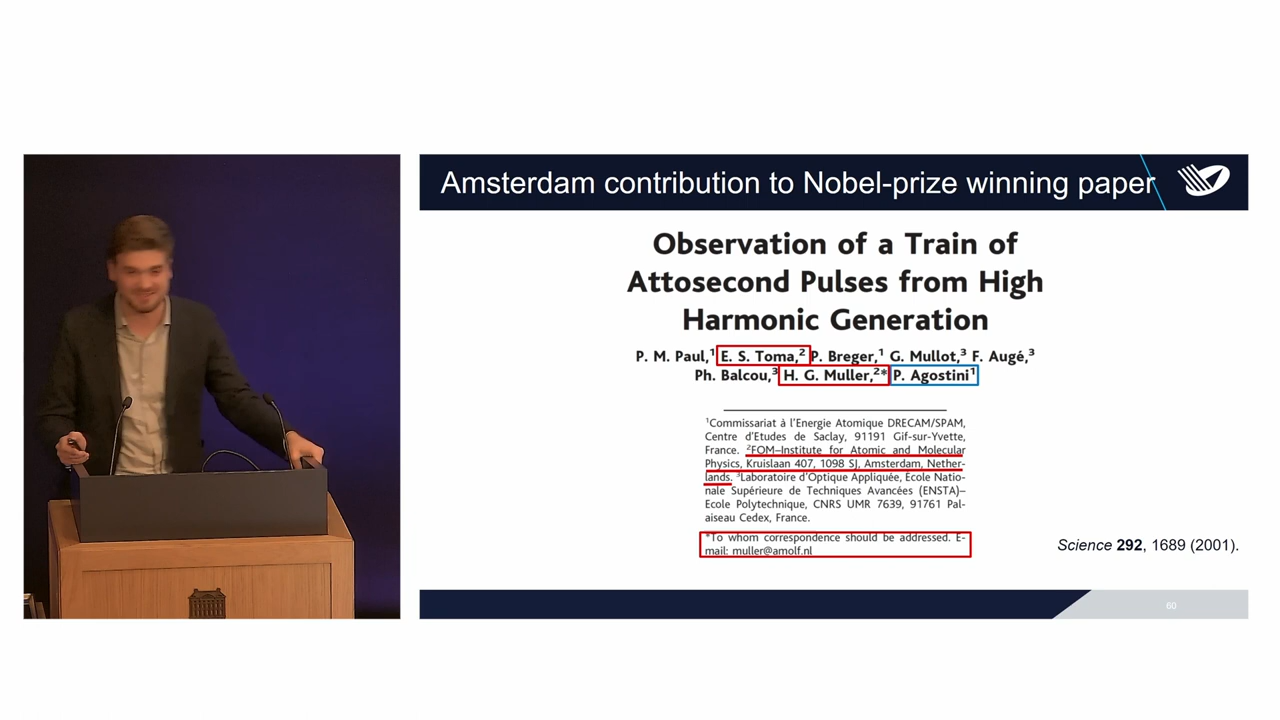 Amsterdam contribution to Nobel-prize winning paper
Observation of a Train of
Attosecond Pulses from High
Harmonic Generation
P. M. Paul,¹ E. S. Toma,² P. Breger,¹ G. Mullot,³ F. Augé,³
Ph. Balcou,³ H. G. Muller,²* P. Agostini¹
¹Commissariat à l'Energie Atomique DRECAM/SPAM,
Centre d'Etudes de Saclay, 91191 Gif-sur-Yvette,
France. ²FOM–Institute for Atomic and Molecular
Physics, Kruislaan 407, 1098 SJ, Amsterdam, Nether-
lands. ³Laboratoire d'Optique Appliquée, Ecole Natio-
nale Supérieure de Techniques Avancées (ENSTA)–
Ecole Polytechnique, CNRS UMR 7639, 91761 Pal-
aiseau Cedex, France.
*To whom correspondence should be addressed. E-
mail: muller@amolf.nl
Science 292, 1689 (2001).
60